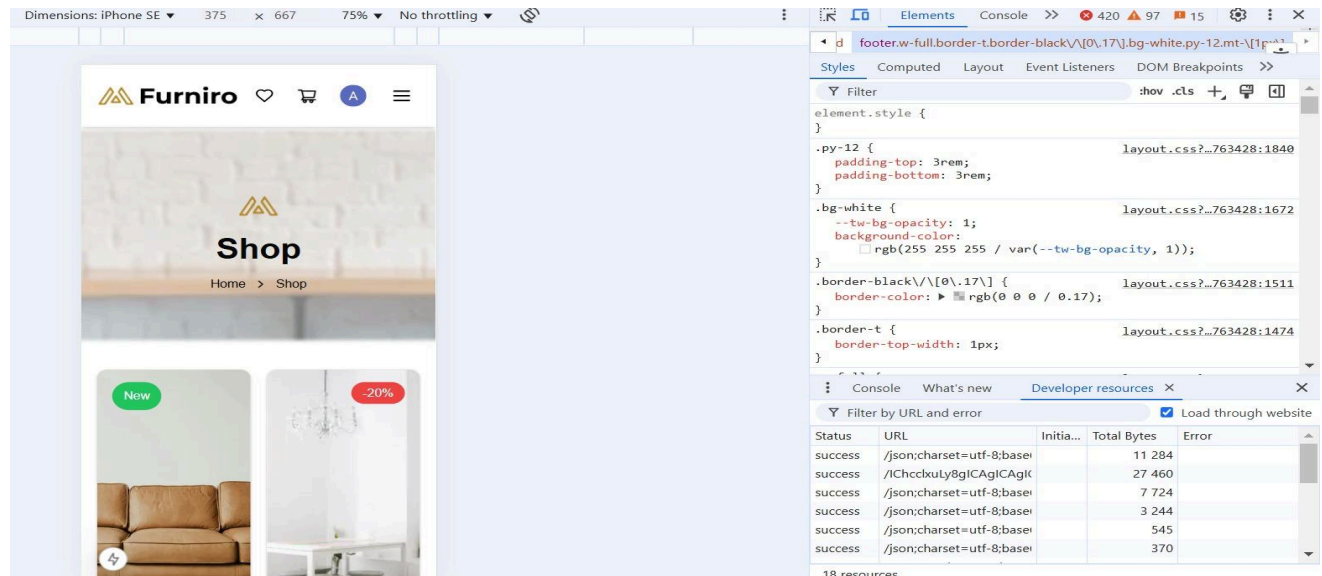 Dimensions: iPhone SE ▼ 375 × 667 75% ▼ No throttling ▼
Elements Console >> 420 97 15
d footer.w-full.border-t.border-black\/\[0\.17\].bg-white.py-12.mt-\[1px\]
Styles Computed Layout Event Listeners DOM Breakpoints >>
Filter :hov .cls +
element.style {
}
.py-12 { layout.css?…763428:1840
padding-top: 3rem;
padding-bottom: 3rem;
}
.bg-white { layout.css?…763428:1672
--tw-bg-opacity: 1;
background-color:
rgb(255 255 255 / var(--tw-bg-opacity, 1));
}
.border-black\/\[0\.17\] { layout.css?…763428:1511
border-color: ▶ rgb(0 0 0 / 0.17);
}
.border-t { layout.css?…763428:1474
border-top-width: 1px;
}
Console What's new Developer resources ×
Filter by URL and error Load through website
Status URL Initia... Total Bytes Error
success /json;charset=utf-8;base 11 284
success /IChcclxuLy8gICAgICAgIC 27 460
success /json;charset=utf-8;base 7 724
success /json;charset=utf-8;base 3 244
success /json;charset=utf-8;base 545
success /json;charset=utf-8;base 370
18 resources
Furniro A
Shop
Home > Shop
New
-20%